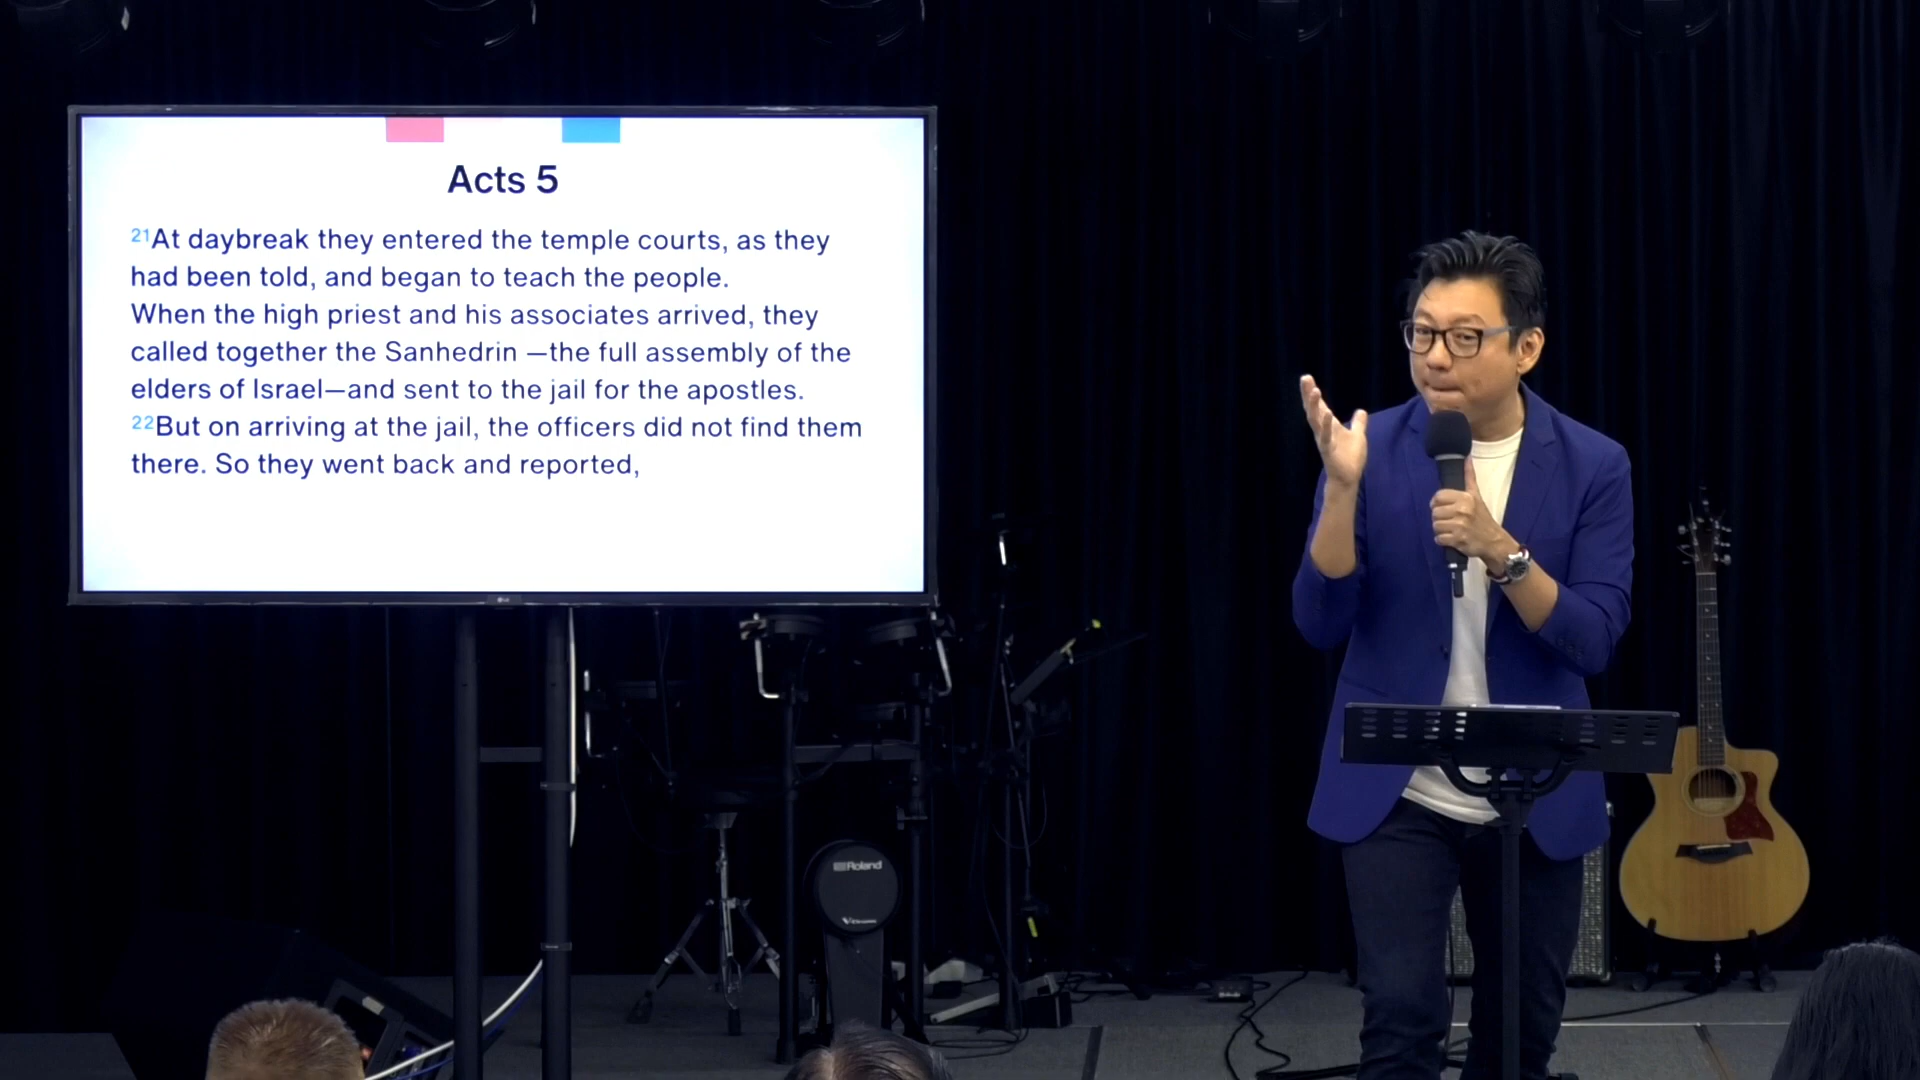 Acts 5
21At daybreak they entered the temple courts, as they
had been told, and began to teach the people.
When the high priest and his associates arrived, they
called together the Sanhedrin —the full assembly of the
elders of Israel—and sent to the jail for the apostles.
22But on arriving at the jail, the officers did not find them
there. So they went back and reported,
LG
Roland
V-Drums